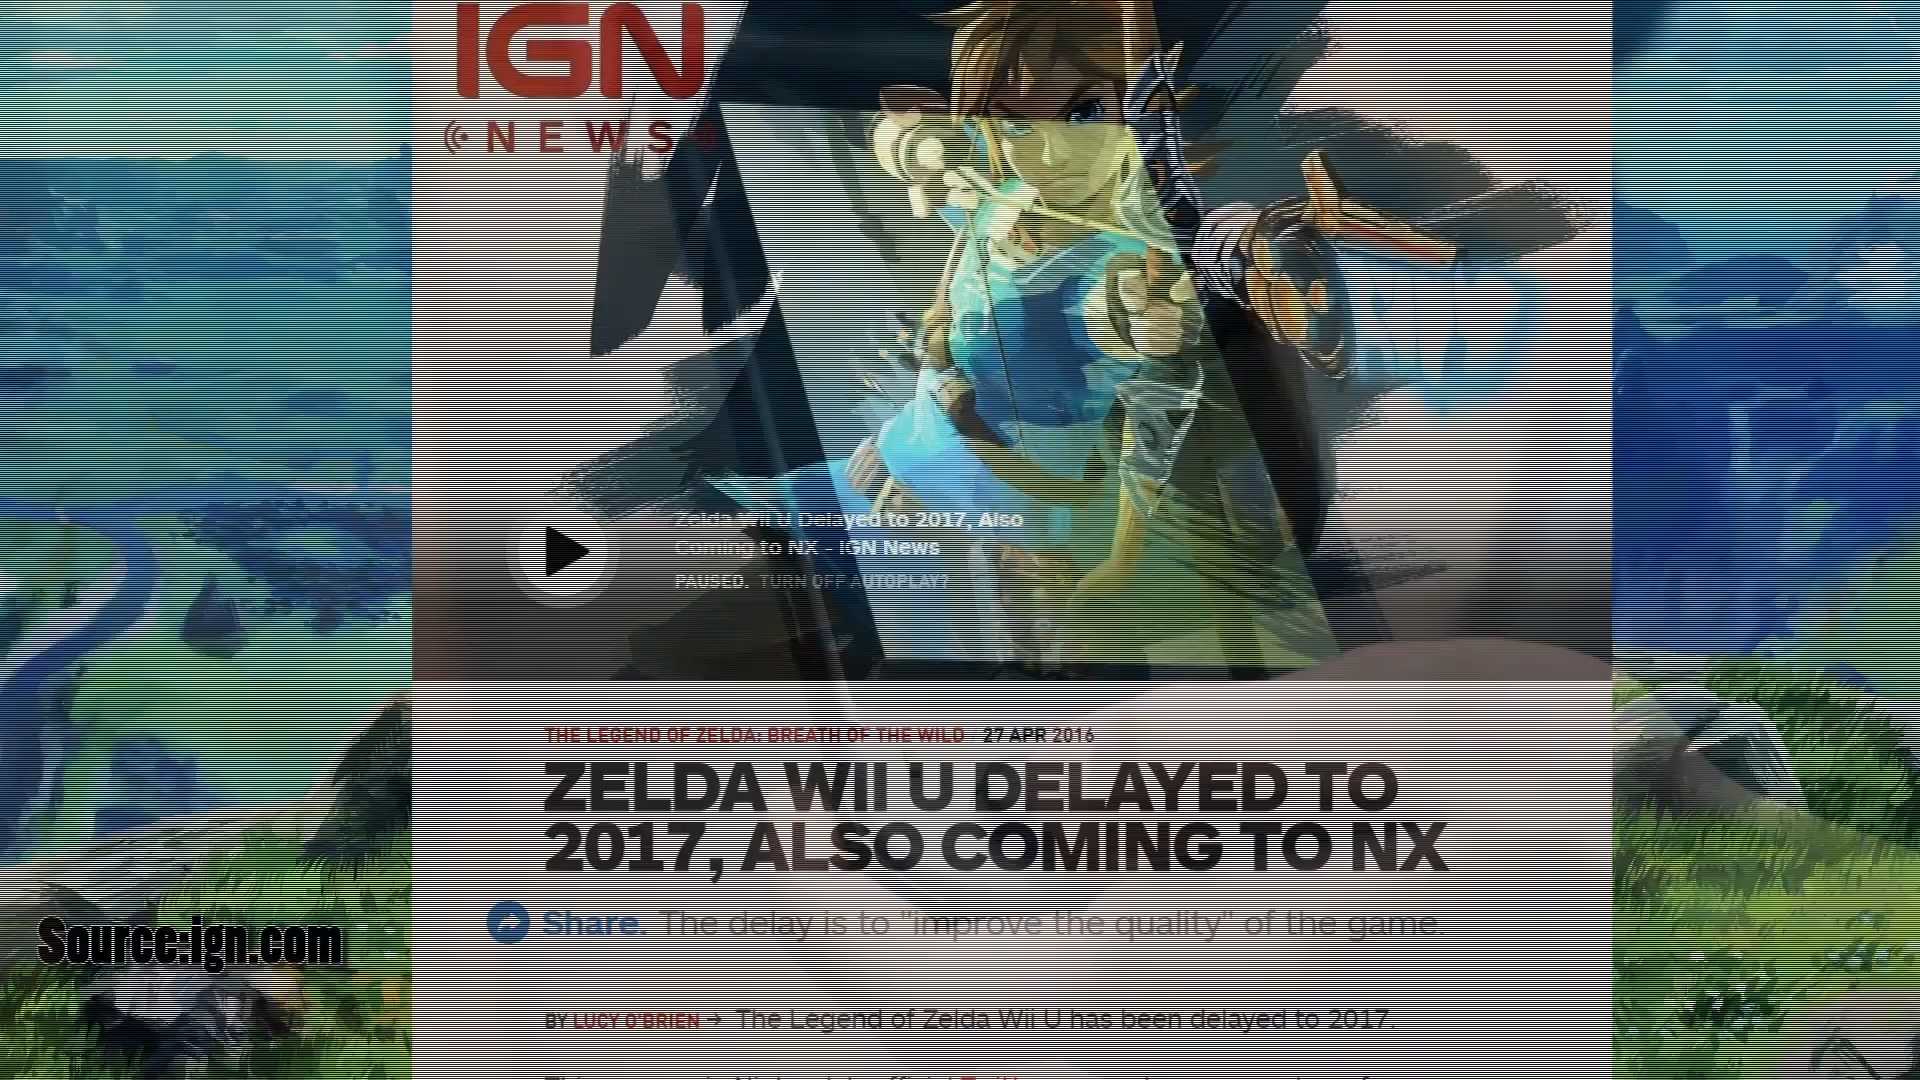 IGN
NEWS
Zelda Wii U Delayed to 2017, Also
Coming to NX - IGN News
PAUSED. TURN OFF AUTOPLAY?
THE LEGEND OF ZELDA: BREATH OF THE WILD 27 APR 2016
ZELDA WII U DELAYED TO
2017, ALSO COMING TO NX
Share. The delay is to "improve the quality" of the game.
Source:ign.com
BY LUCY O'BRIEN → The Legend of Zelda Wii U has been delayed to 2017.